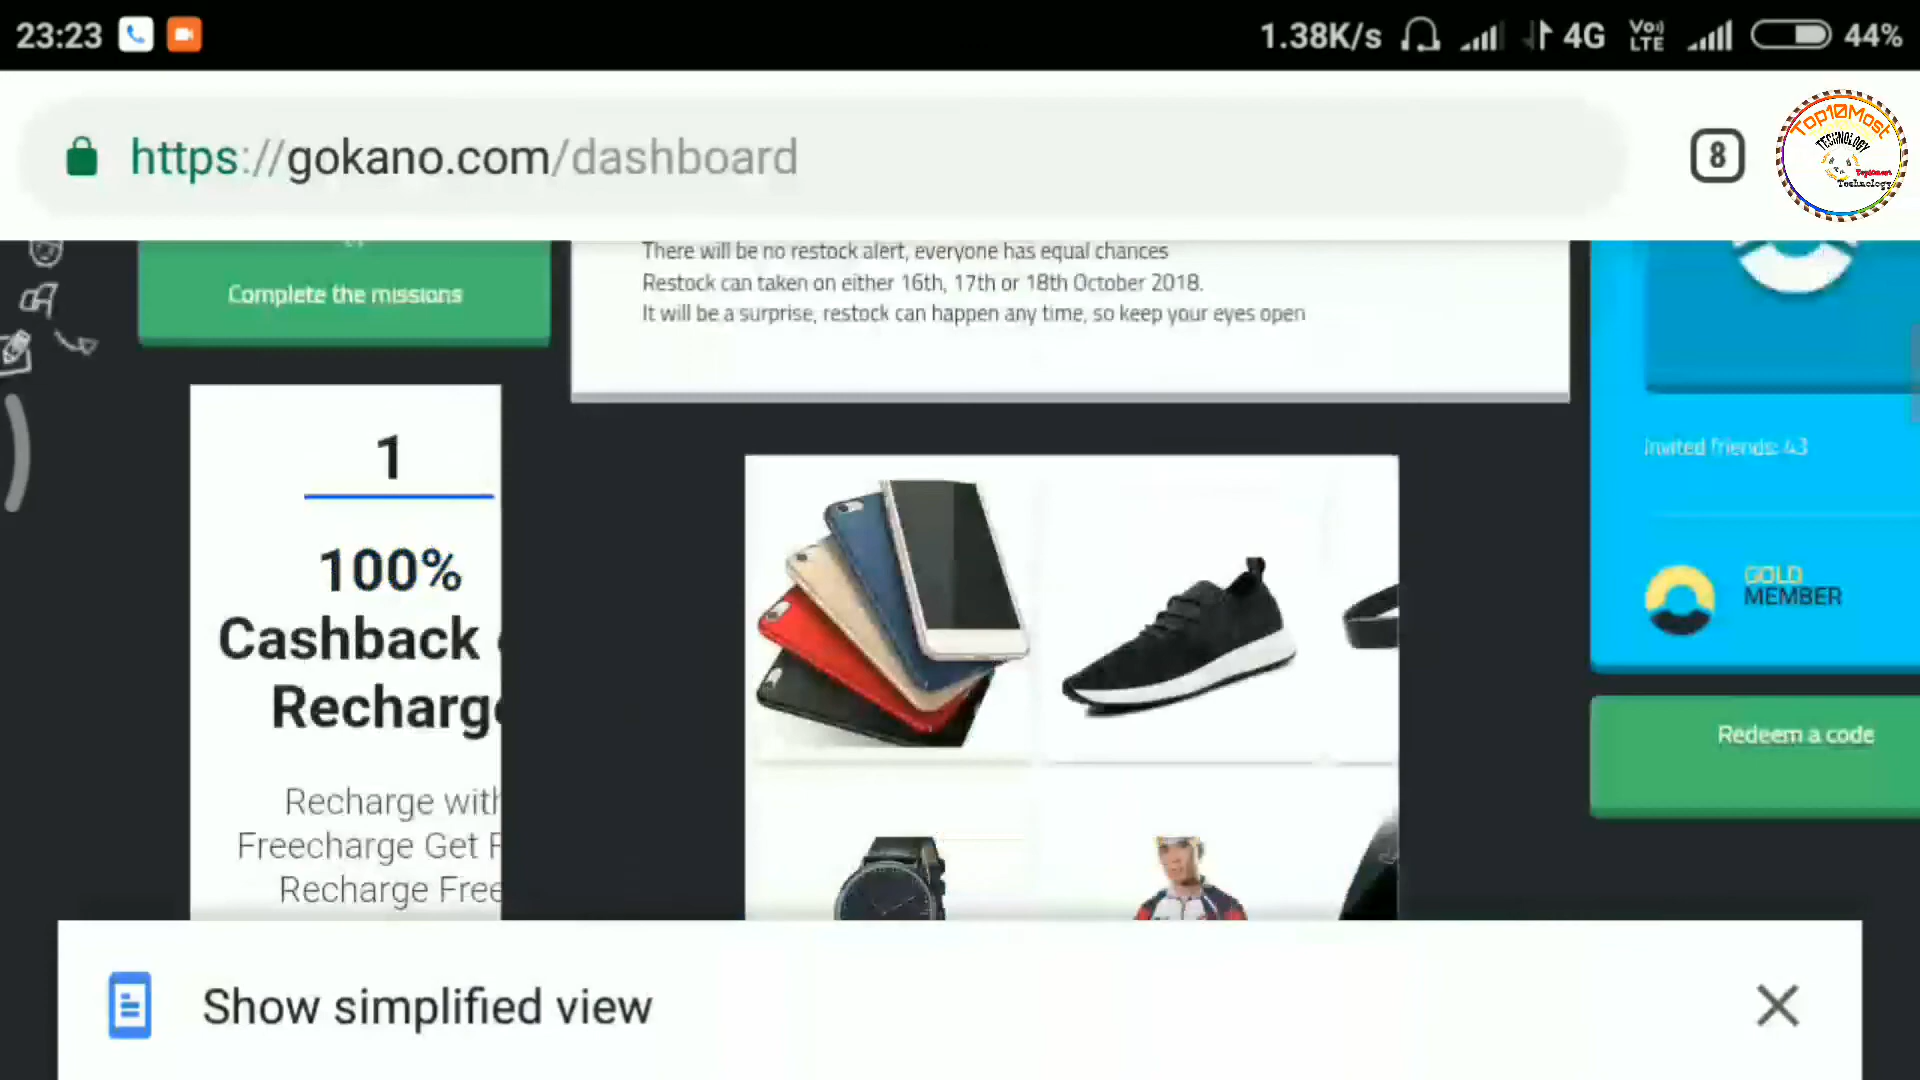 23:23
1.38K/s
4G
Vo)
LTE
44%
https://gokano.com/dashboard
8
Top10Most
TECHNOLOGY
Technology
There will be no restock alert, everyone has equal chances
Restock can taken on either 16th, 17th or 18th October 2018.
It will be a surprise, restock can happen any time, so keep your eyes open
Complete the missions
1
100%
Cashback
Recharge
Recharge with
Freecharge Get
Recharge Free
Invited friends: 43
GOLD
MEMBER
Redeem a code
Show simplified view